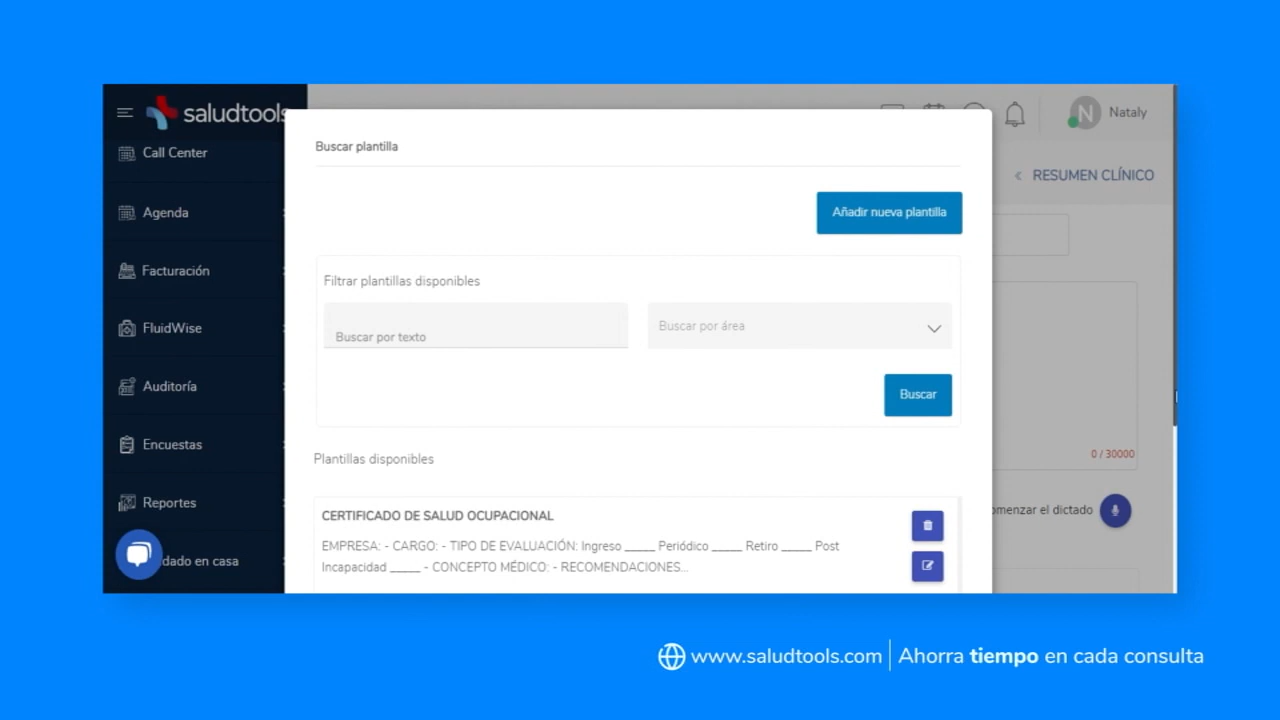 saludtools
Nataly
Call Center
Agenda
Facturación
FluidWise
Auditoría
Encuestas
Reportes
dado en casa
Buscar plantilla
Añadir nueva plantilla
Filtrar plantillas disponibles
Buscar por texto
Buscar por área
Buscar
Plantillas disponibles
CERTIFICADO DE SALUD OCUPACIONAL
EMPRESA: - CARGO: - TIPO DE EVALUACIÓN: Ingreso _____ Periódico _____ Retiro _____ Post
Incapacidad _____ - CONCEPTO MÉDICO: - RECOMENDACIONES...
N
RESUMEN CLÍNICO
0 / 30000
omenzar el dictado
www.saludtools.com | Ahorra tiempo en cada consulta